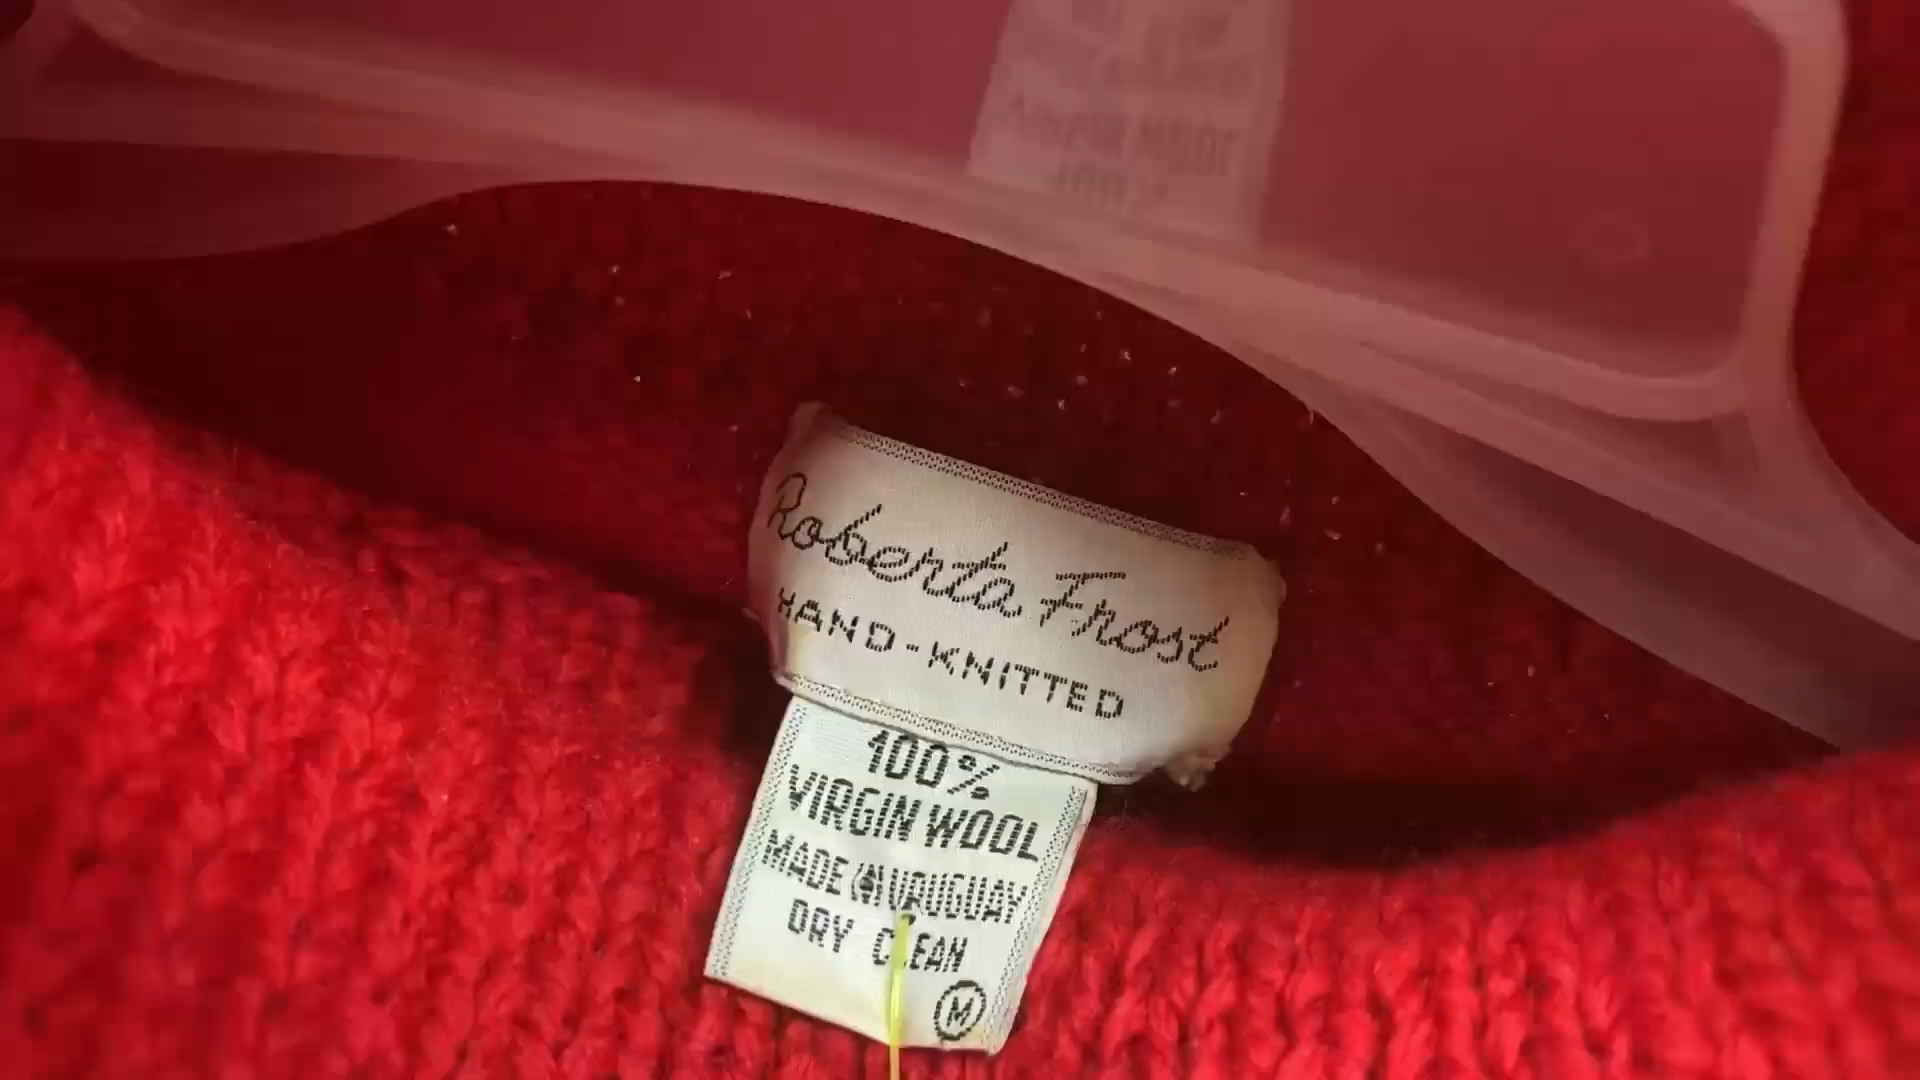 Roberta Frost
HAND-KNITTED
100%
VIRGIN WOOL
MADE IN URUGUAY
DRY CLEAN
M